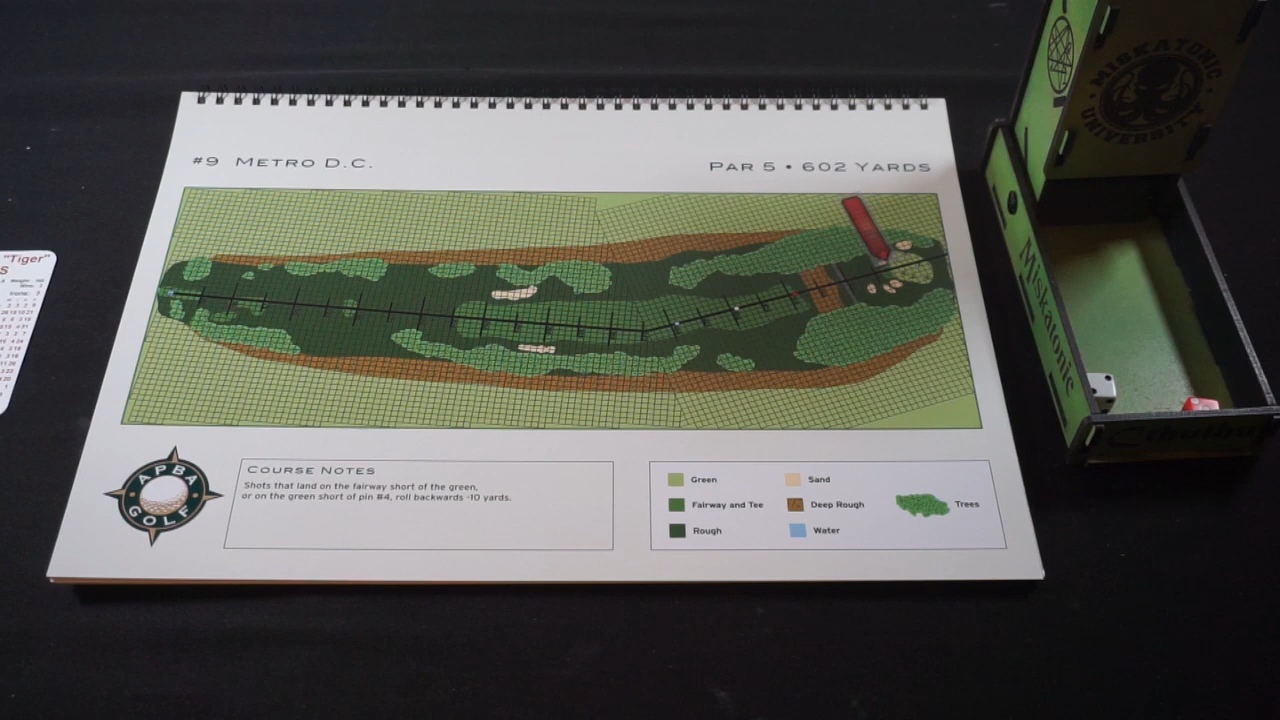 #9 METRO D.C.
PAR 5 • 602 YARDS
"Tiger"
S
APBA
GOLF
COURSE NOTES
Shots that land on the fairway short of the green,
or on the green short of pin #4, roll backwards -10 yards.
Green
Sand
Fairway and Tee
Deep Rough
Trees
Rough
Water
MISKATONIC
UNIVERSITY
Miskatonic
Cthulhu